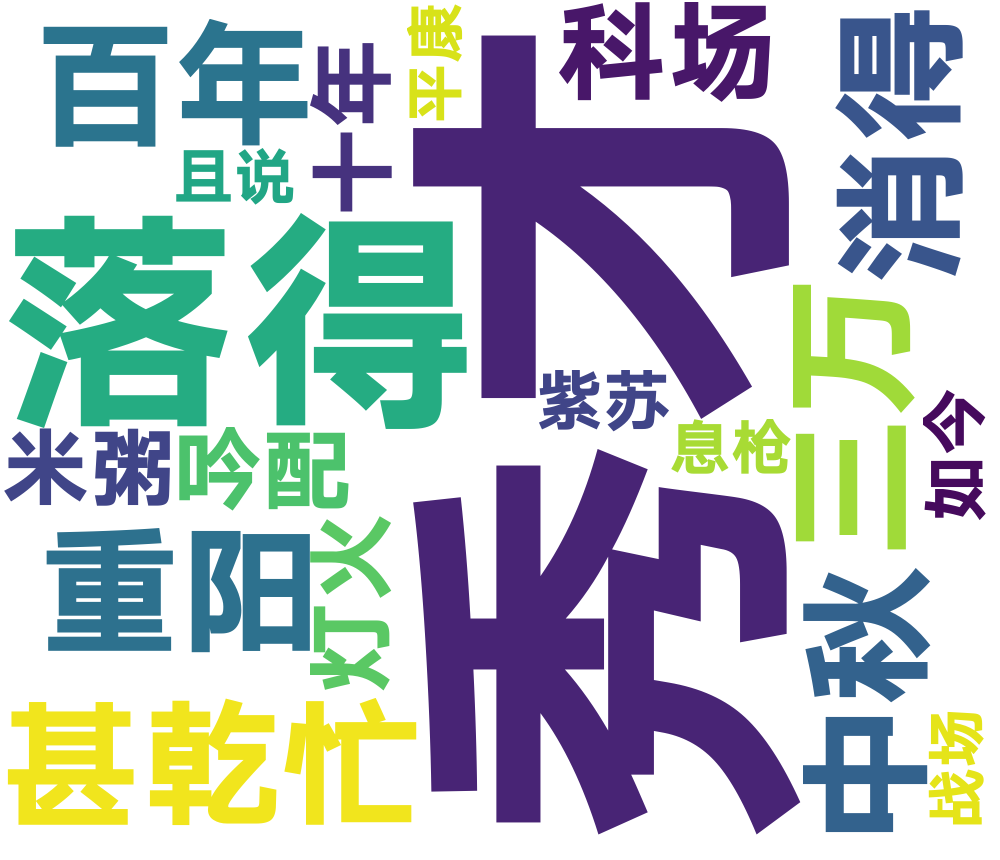 百年
十年
平康
科场
消得
且说
落得
秀才
三万
紫苏
息枪
如今
米粥
吟配
重阳
灯火
中秋
甚乾忙
战场